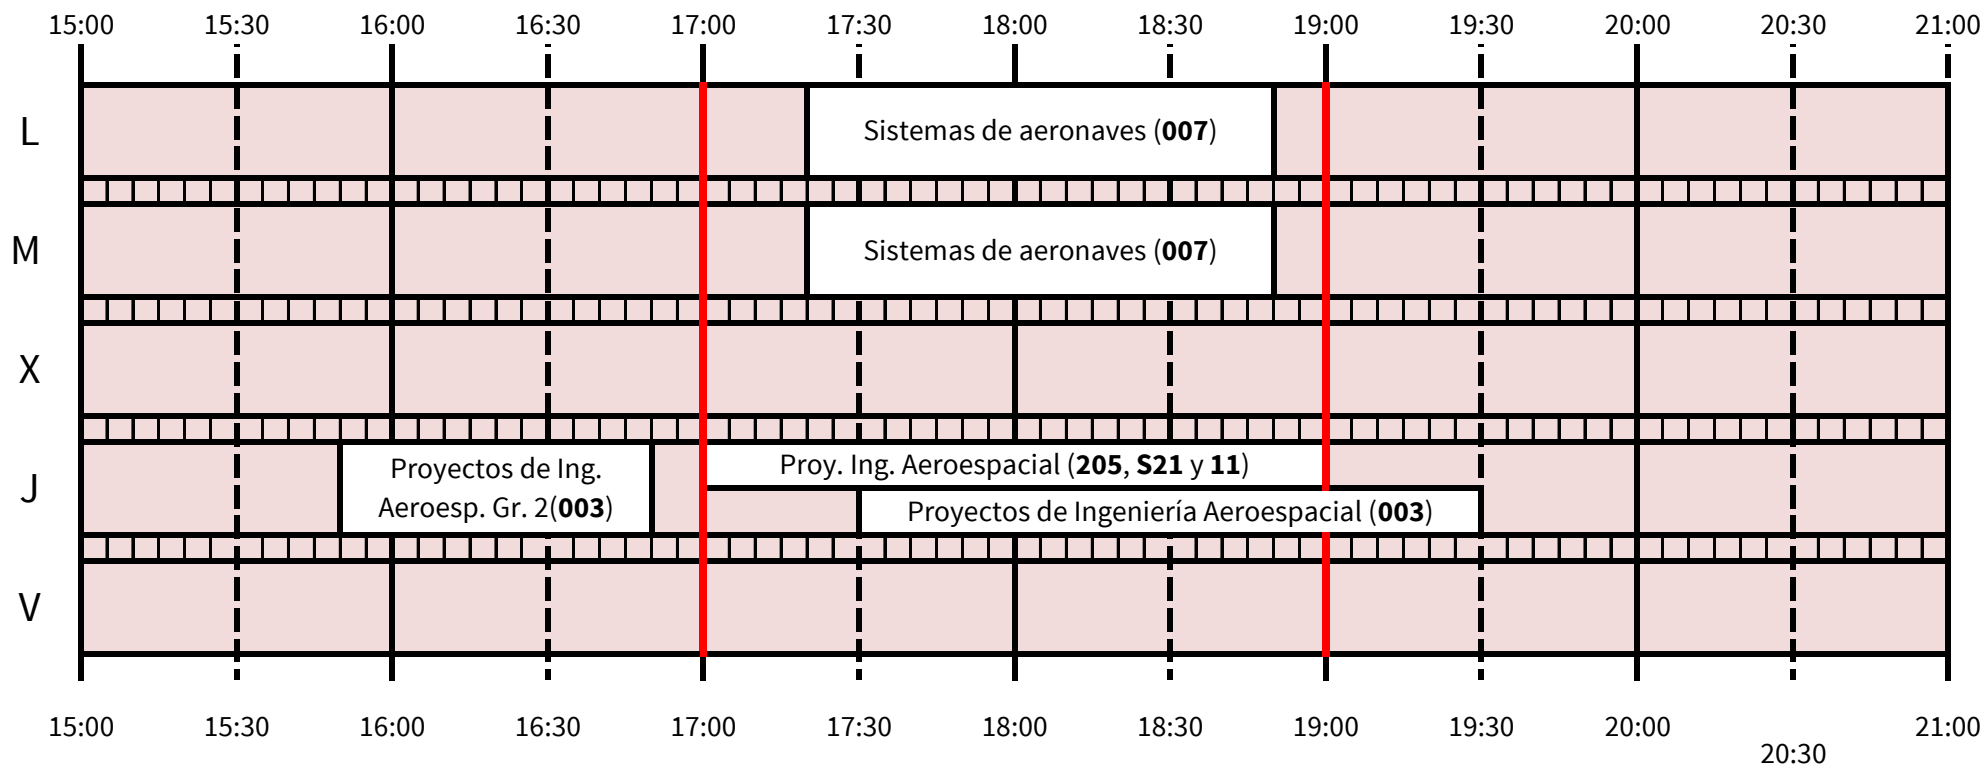 15:00 15:30 16:00 16:30 17:00 17:30 18:00 18:30 19:00 19:30 20:00 20:30 21:00
L
Sistemas de aeronaves (007)
M
Sistemas de aeronaves (007)
X
J
Proyectos de Ing.
Aeroesp. Gr. 2(003)
Proy. Ing. Aeroespacial (205, S21 y 11)
Proyectos de Ingeniería Aeroespacial (003)
V
15:00 15:30 16:00 16:30 17:00 17:30 18:00 18:30 19:00 19:30 20:00 21:00
20:30